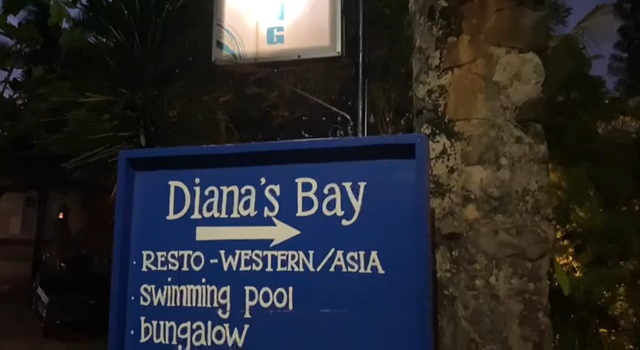 G
Diana's Bay
· RESTO - WESTERN/ASIA
· swimming pool
· bungalow